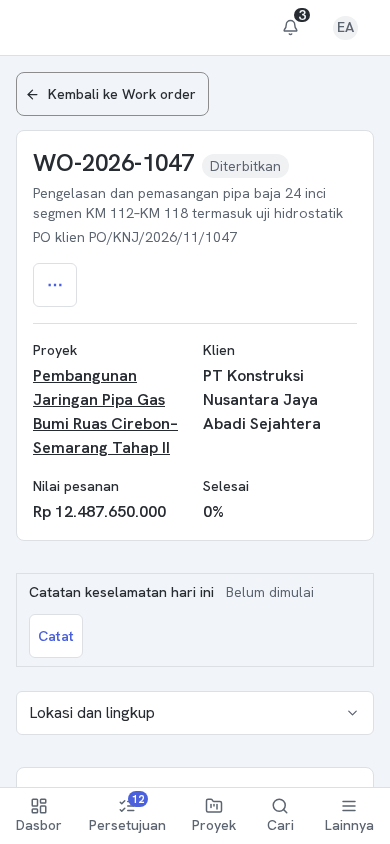 3
EA
Kembali ke Work order
WO-2026-1047 Diterbitkan
Pengelasan dan pemasangan pipa baja 24 inci
segmen KM 112–KM 118 termasuk uji hidrostatik
PO klien PO/KNJ/2026/11/1047
Proyek
Pembangunan
Jaringan Pipa Gas
Bumi Ruas Cirebon–
Semarang Tahap II
Klien
PT Konstruksi
Nusantara Jaya
Abadi Sejahtera
Nilai pesanan
Rp 12.487.650.000
Selesai
0%
Catatan keselamatan hari ini Belum dimulai
Catat
Lokasi dan lingkup
12
Dasbor Persetujuan Proyek Cari Lainnya